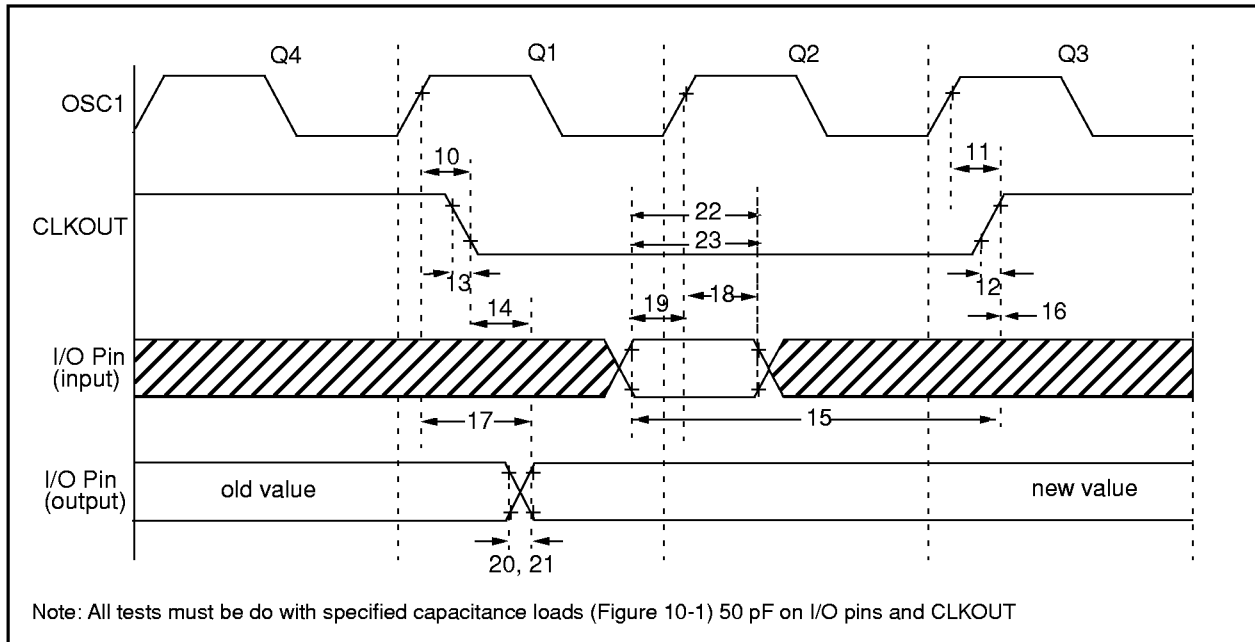 Q4 Q1 Q2 Q3
OSC1
10 11
22
CLKOUT
23
13 12
18
14 19 16
I/O Pin
(input)
17 15
I/O Pin
(output)
old value new value
20, 21
Note: All tests must be do with specified capacitance loads (Figure 10-1) 50 pF on I/O pins and CLKOUT